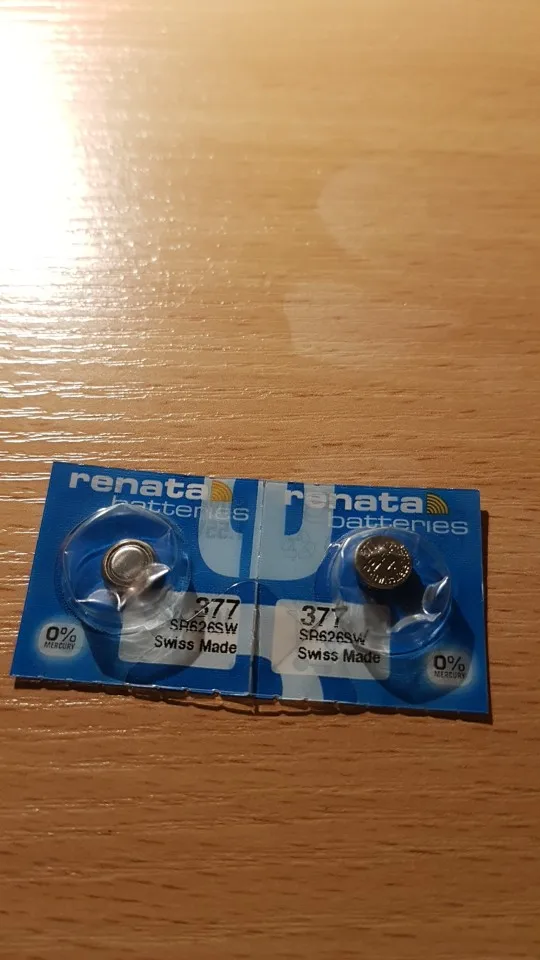 renata
batteries
377
SR626SW
Swiss Made
0%
MERCURY
renata
batteries
377
SR626SW
Swiss Made
0%
MERCURY